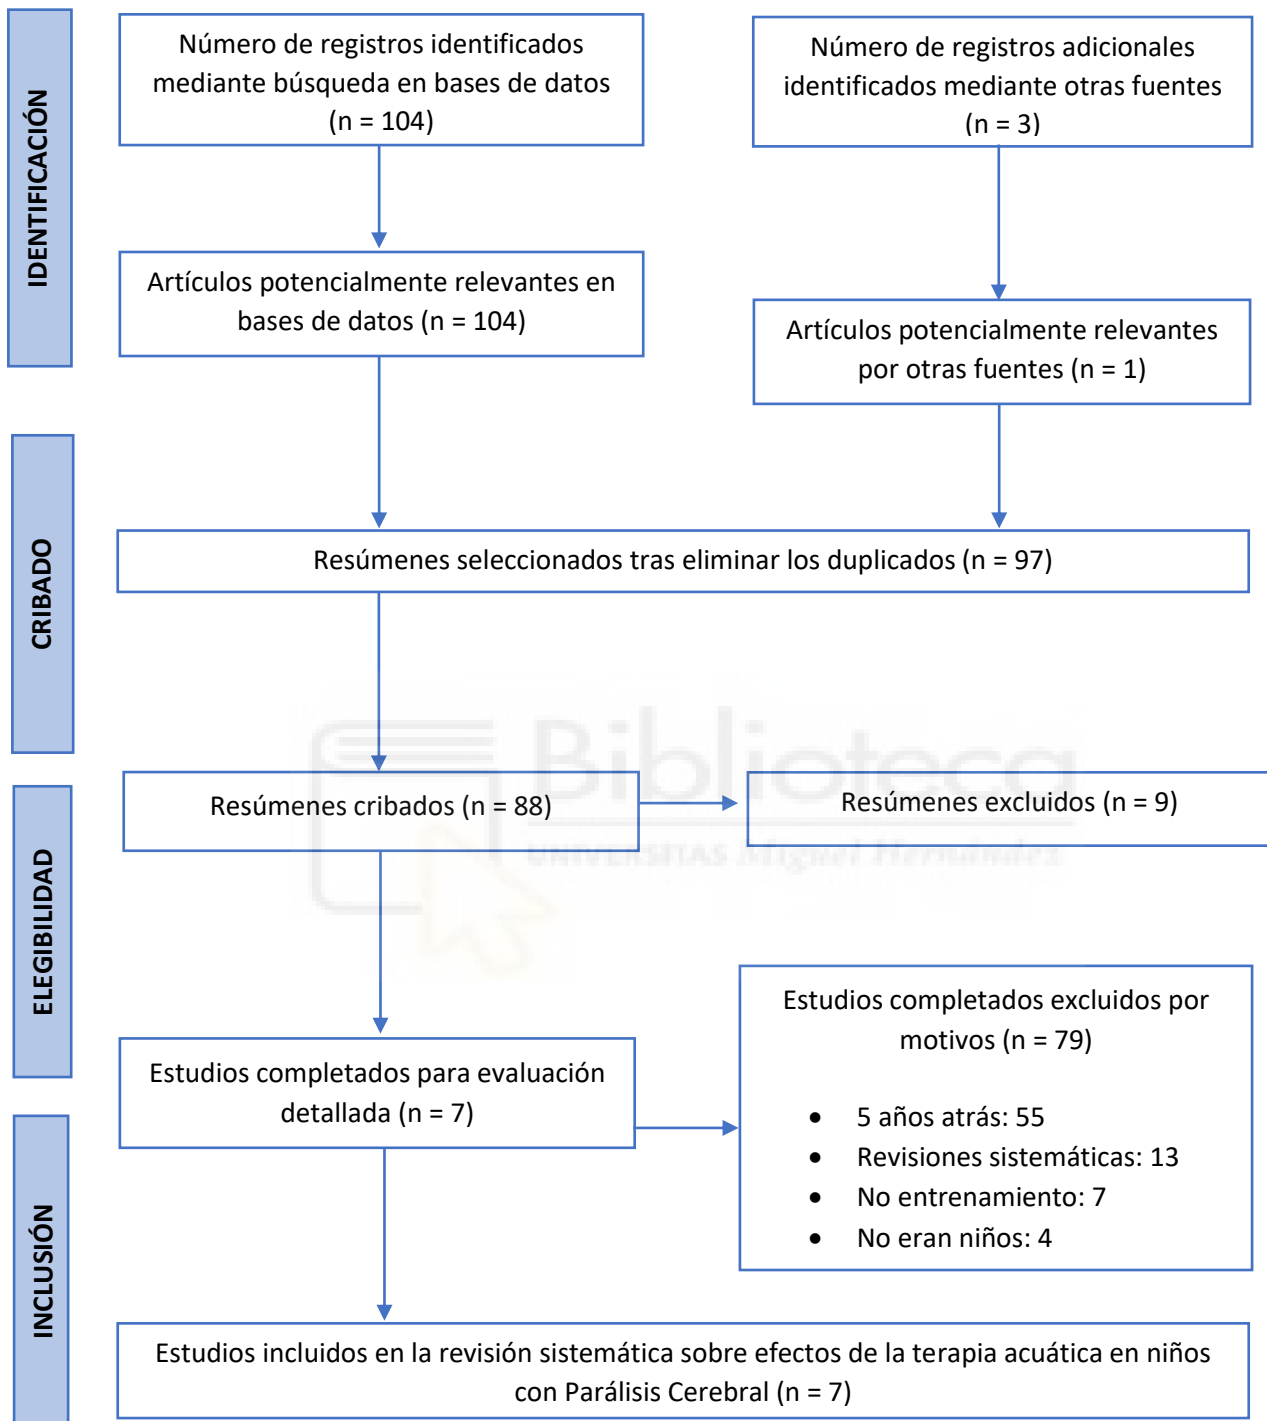 IDENTIFICACIÓN
Número de registros identificados
mediante búsqueda en bases de datos
(n = 104)
Número de registros adicionales
identificados mediante otras fuentes
(n = 3)
Artículos potencialmente relevantes en
bases de datos (n = 104)
Artículos potencialmente relevantes
por otras fuentes (n = 1)
CRIBADO
Resúmenes seleccionados tras eliminar los duplicados (n = 97)
Biblioteca
UNIVERSITAS Miguel Hernández
ELEGIBILIDAD
Resúmenes cribados (n = 88)
Resúmenes excluidos (n = 9)
Estudios completados para evaluación
detallada (n = 7)
Estudios completados excluidos por
motivos (n = 79)
• 5 años atrás: 55
• Revisiones sistemáticas: 13
• No entrenamiento: 7
• No eran niños: 4
INCLUSIÓN
Estudios incluidos en la revisión sistemática sobre efectos de la terapia acuática en niños
con Parálisis Cerebral (n = 7)